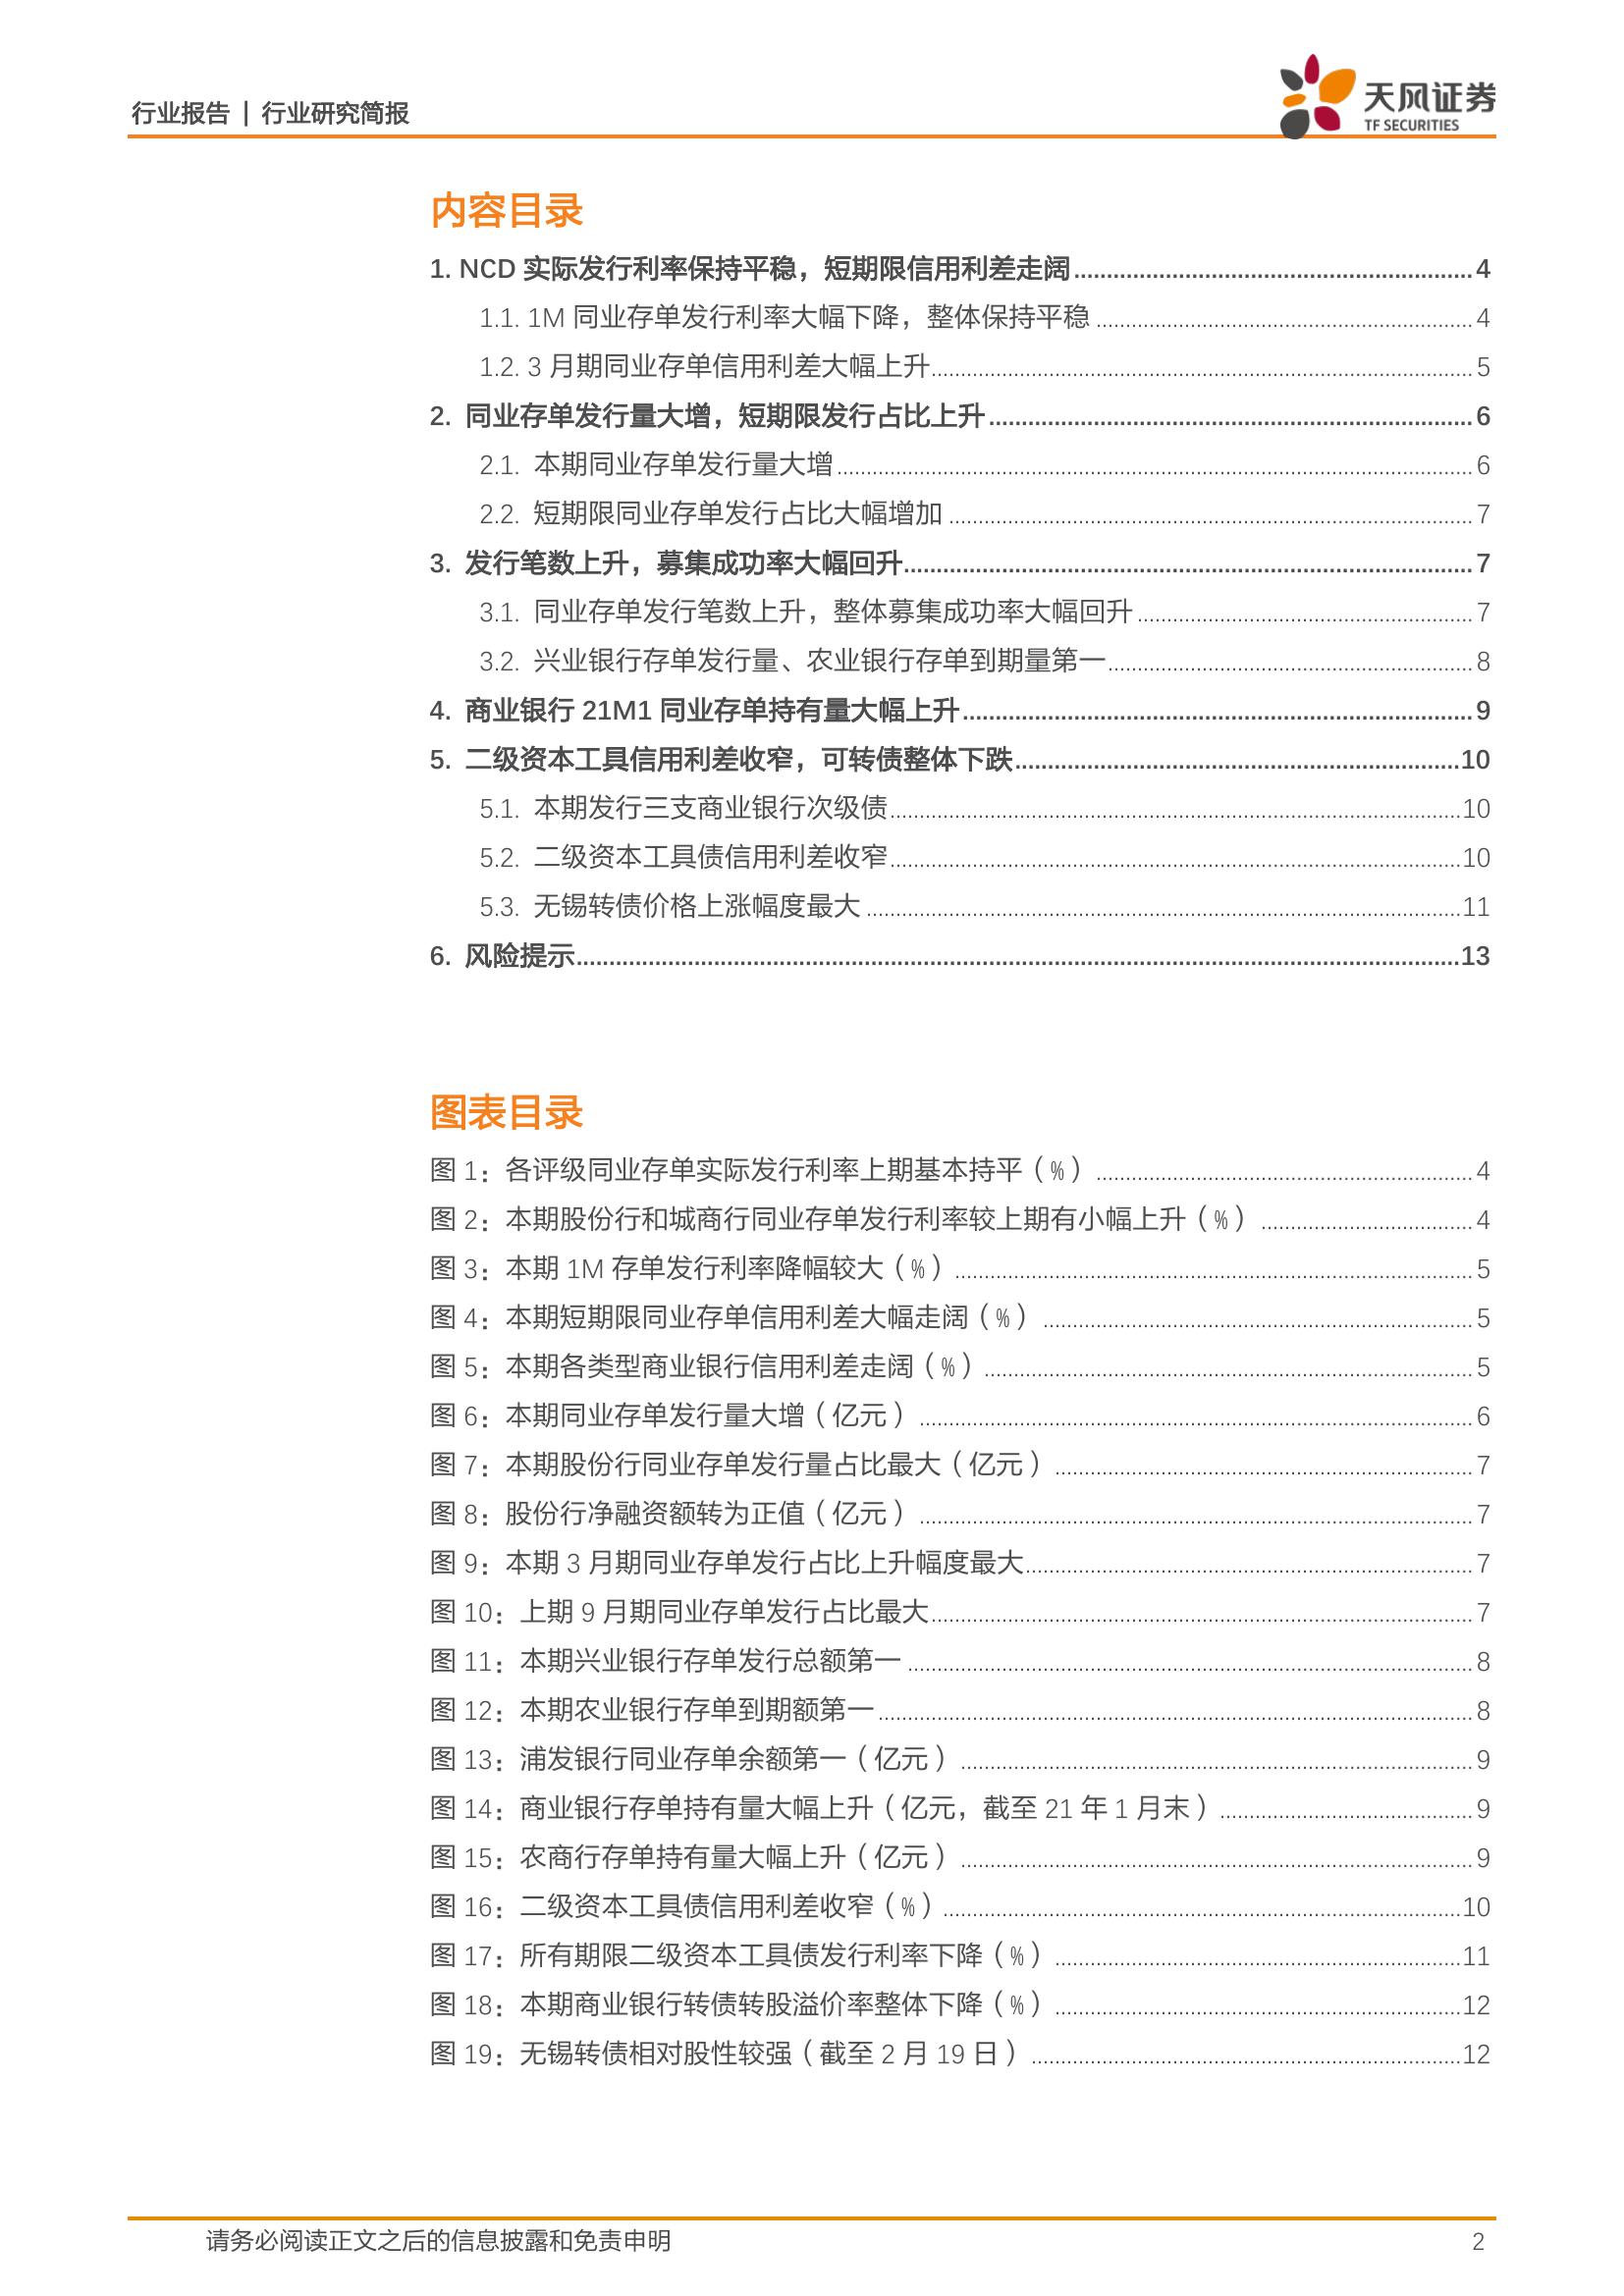 行业报告 | 行业研究简报
天风证券
TF SECURITIES
内容目录
1. NCD 实际发行利率保持平稳，短期限信用利差走阔 4
1.1. 1M 同业存单发行利率大幅下降，整体保持平稳 4
1.2. 3 月期同业存单信用利差大幅上升 5
2. 同业存单发行量大增，短期限发行占比上升 6
2.1. 本期同业存单发行量大增 6
2.2. 短期限同业存单发行占比大幅增加 7
3. 发行笔数上升，募集成功率大幅回升 7
3.1. 同业存单发行笔数上升，整体募集成功率大幅回升 7
3.2. 兴业银行存单发行量、农业银行存单到期量第一 8
4. 商业银行 21M1 同业存单持有量大幅上升 9
5. 二级资本工具信用利差收窄，可转债整体下跌 10
5.1. 本期发行三支商业银行次级债 10
5.2. 二级资本工具债信用利差收窄 10
5.3. 无锡转债价格上涨幅度最大 11
6. 风险提示 13
图表目录
图 1：各评级同业存单实际发行利率上期基本持平（%） 4
图 2：本期股份行和城商行同业存单发行利率较上期有小幅上升（%） 4
图 3：本期 1M 存单发行利率降幅较大（%） 5
图 4：本期短期限同业存单信用利差大幅走阔（%） 5
图 5：本期各类型商业银行信用利差走阔（%） 5
图 6：本期同业存单发行量大增（亿元） 6
图 7：本期股份行同业存单发行量占比最大（亿元） 7
图 8：股份行净融资额转为正值（亿元） 7
图 9：本期 3 月期同业存单发行占比上升幅度最大 7
图 10：上期 9 月期同业存单发行占比最大 7
图 11：本期兴业银行存单发行总额第一 8
图 12：本期农业银行存单到期额第一 8
图 13：浦发银行同业存单余额第一（亿元） 9
图 14：商业银行存单持有量大幅上升（亿元，截至 21 年 1 月末） 9
图 15：农商行存单持有量大幅上升（亿元） 9
图 16：二级资本工具债信用利差收窄（%） 10
图 17：所有期限二级资本工具债发行利率下降（%） 11
图 18：本期商业银行转债转股溢价率整体下降（%） 12
图 19：无锡转债相对股性较强（截至 2 月 19 日） 12
请务必阅读正文之后的信息披露和免责申明 2